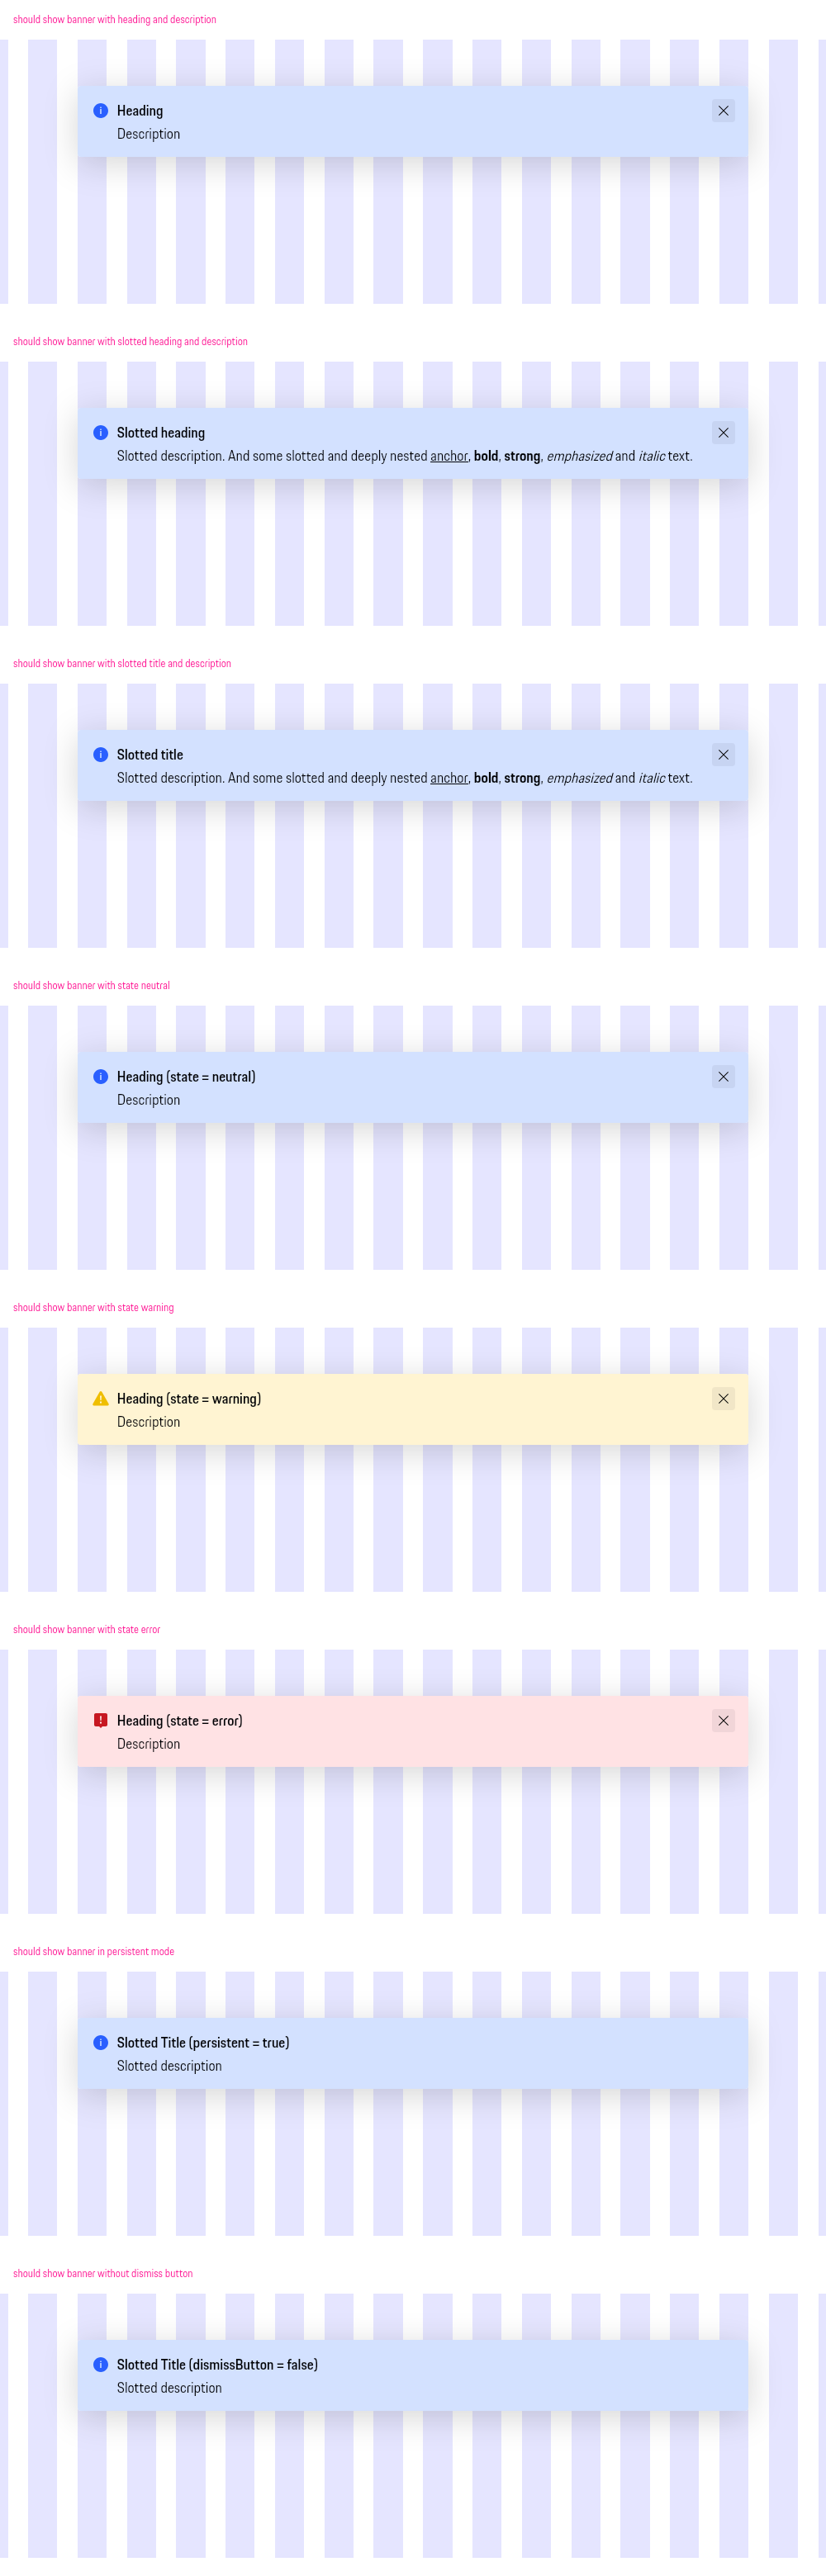 should show banner with heading and description
Heading
Description
should show banner with slotted heading and description
Slotted heading
Slotted description. And some slotted and deeply nested anchor, bold, strong, emphasized and italic text.
should show banner with slotted title and description
Slotted title
Slotted description. And some slotted and deeply nested anchor, bold, strong, emphasized and italic text.
should show banner with state neutral
Heading (state = neutral)
Description
should show banner with state warning
Heading (state = warning)
Description
should show banner with state error
Heading (state = error)
Description
should show banner in persistent mode
Slotted Title (persistent = true)
Slotted description
should show banner without dismiss button
Slotted Title (dismissButton = false)
Slotted description